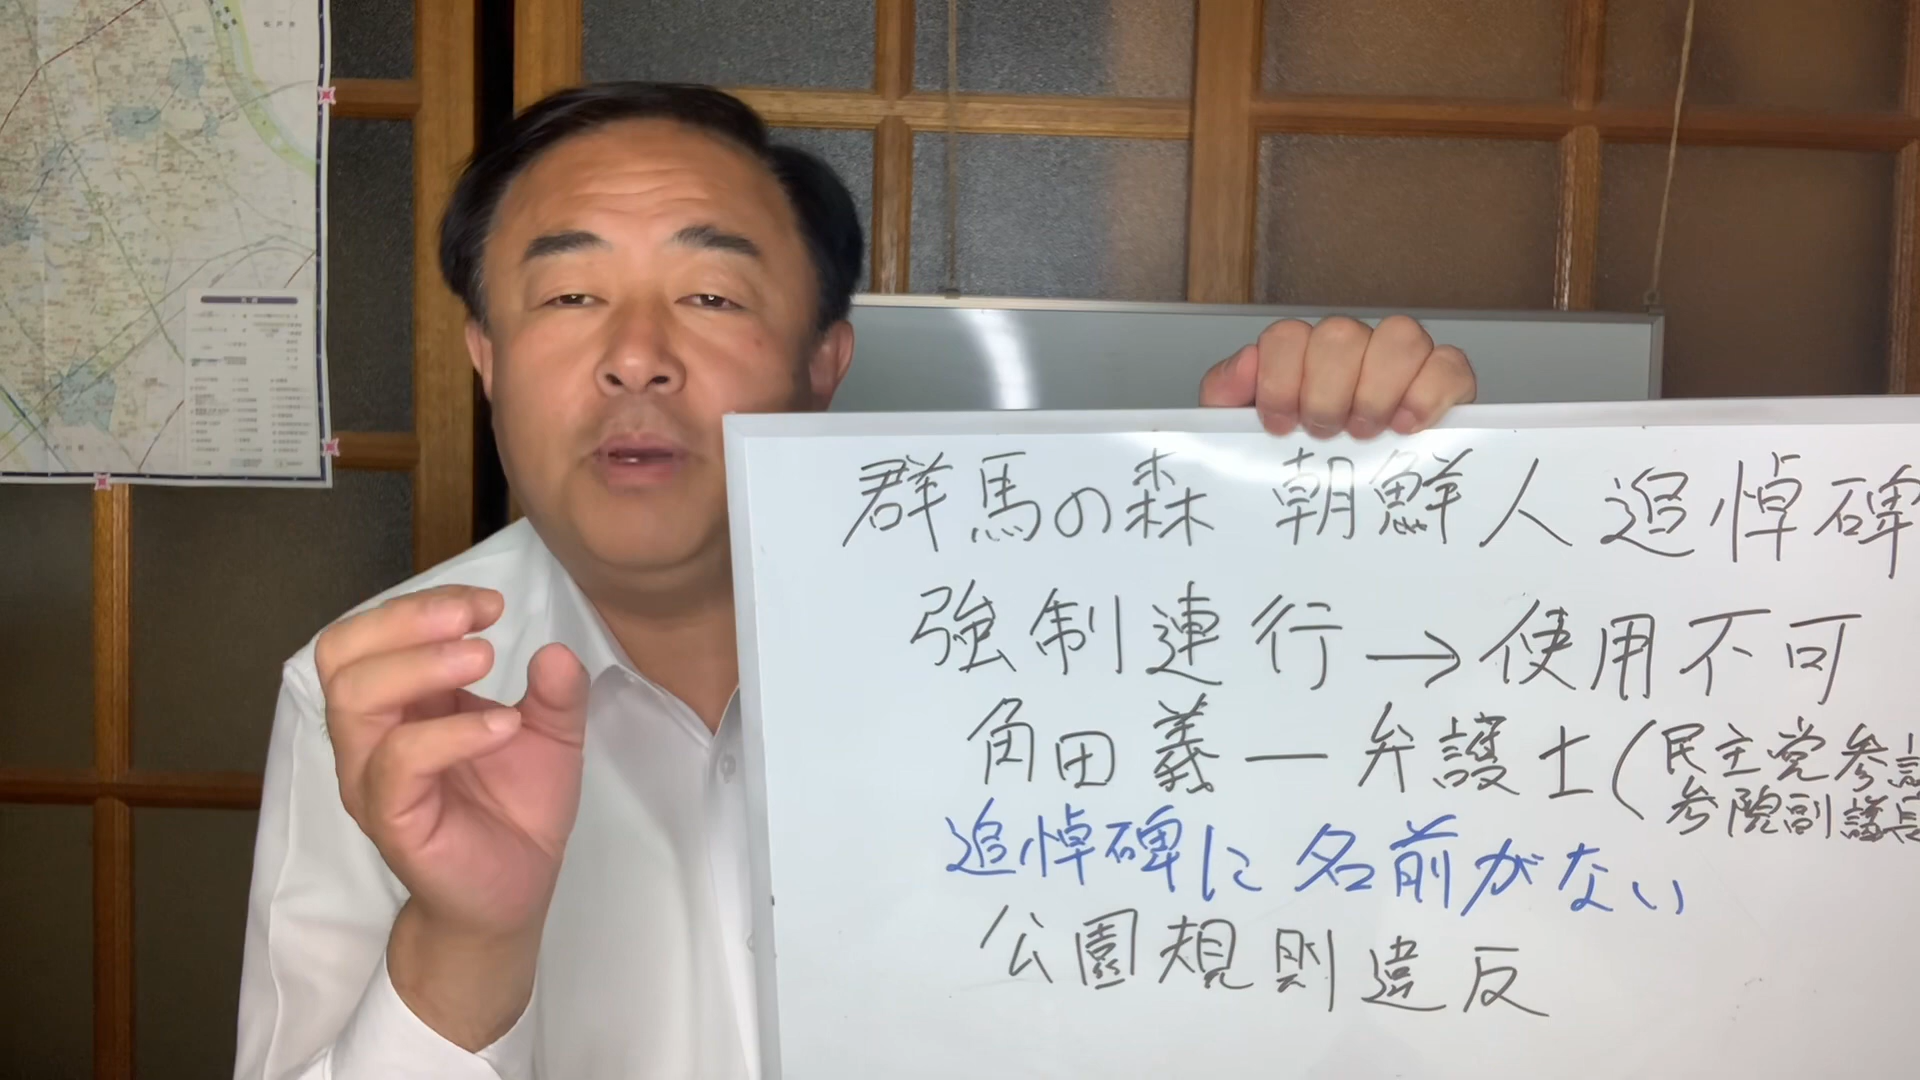 群馬の森 朝鮮人追悼碑
強制連行→使用不可
角田義一弁護士(民主党参議
参院副議長
追悼碑に名前がない
公園規則違反